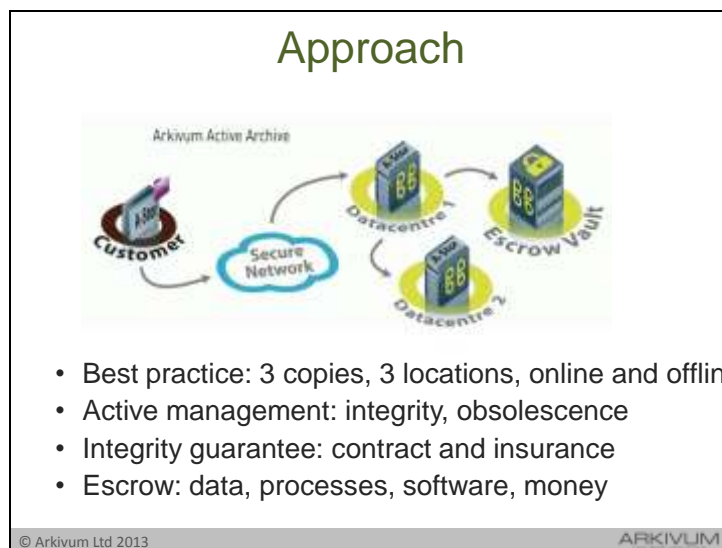 Approach
Arkivum Active Archive
A-Stor
Customer
Secure
Network
A-Stor
Datacentre 1
Datacentre 2
Escrow Vault
• Best practice: 3 copies, 3 locations, online and offlin
• Active management: integrity, obsolescence
• Integrity guarantee: contract and insurance
• Escrow: data, processes, software, money
© Arkivum Ltd 2013
ARKIVUM